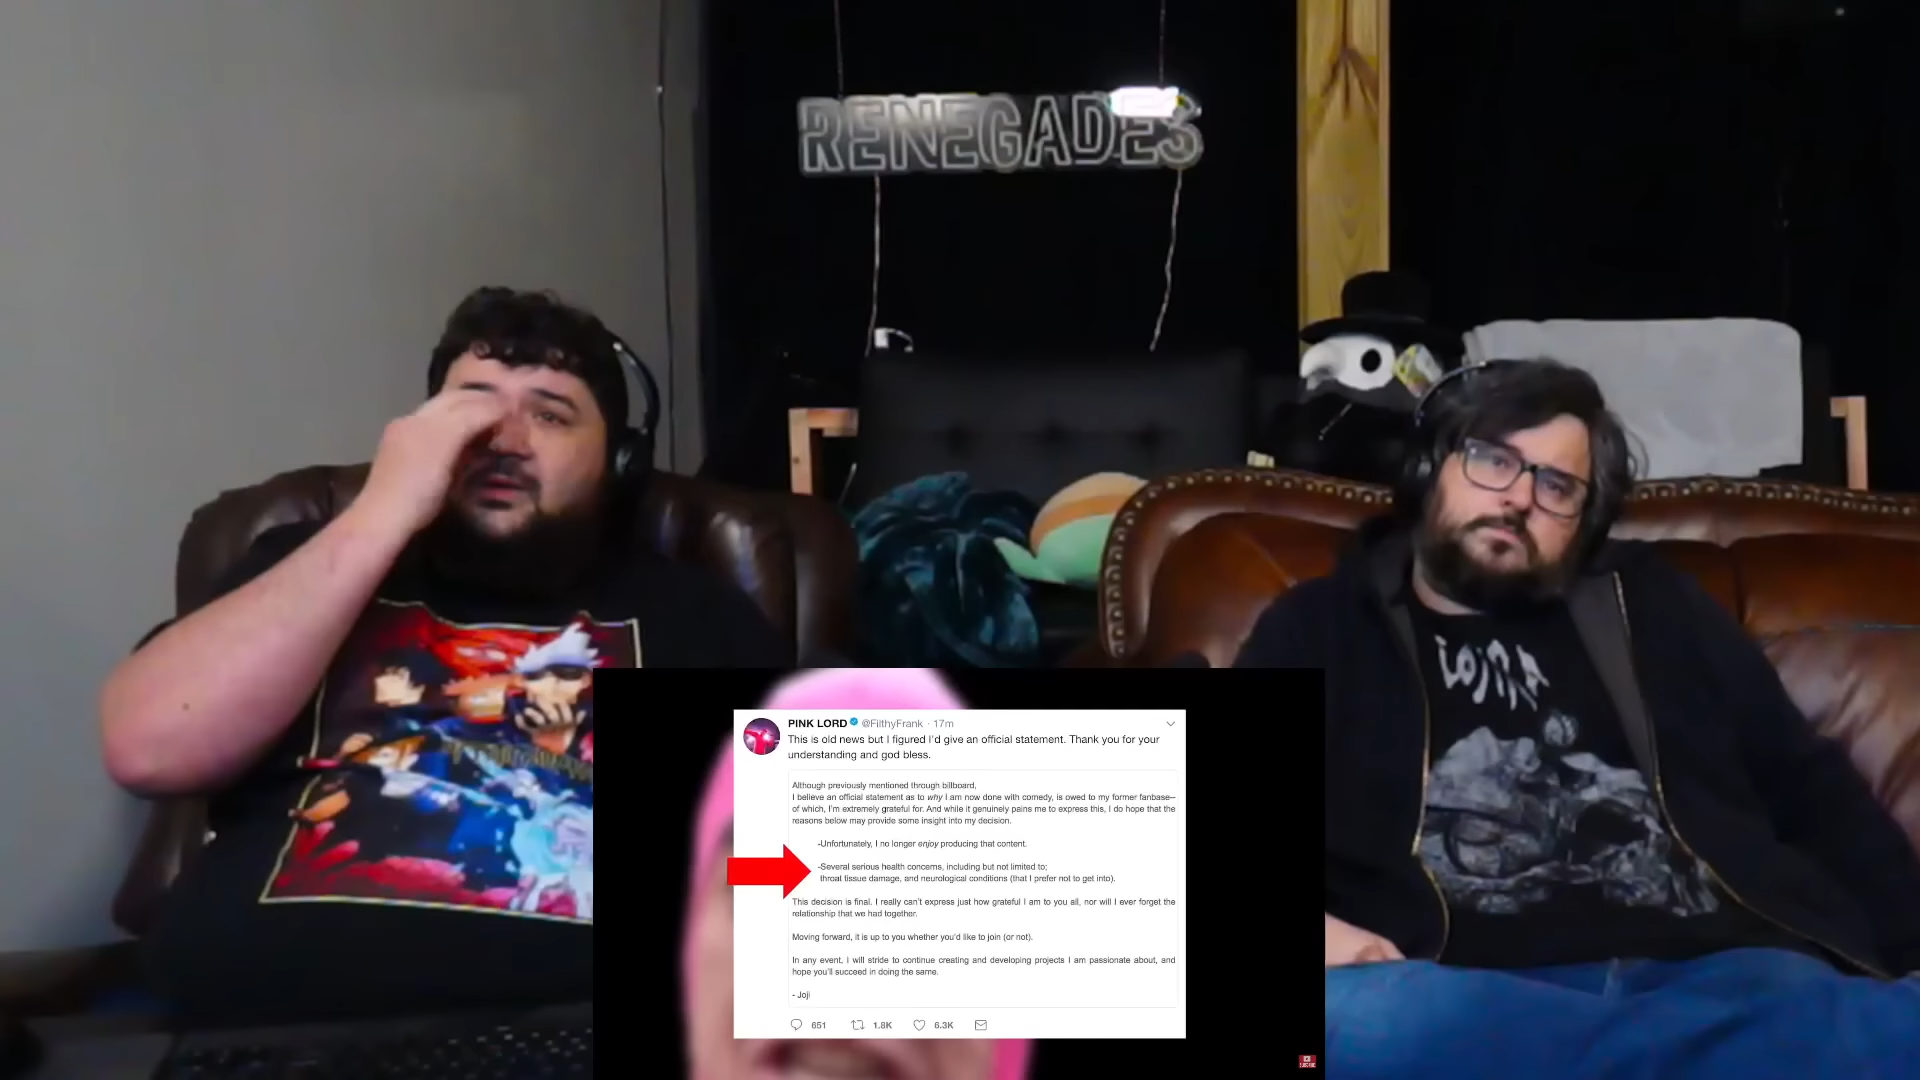 RENEGADES
PINK LORD @FilthyFrank · 17m
This is old news but I figured I'd give an official statement. Thank you for your
understanding and god bless.
Although previously mentioned through billboard,
I believe an official statement as to why I am now done with comedy, is owed to my former fanbase—
of which, I'm extremely grateful for. And while it genuinely pains me to express this, I do hope that the
reasons below may provide some insight into my decision.
-Unfortunately, I no longer enjoy producing that content.
-Several serious health concerns, including but not limited to;
throat tissue damage, and neurological conditions (that I prefer not to get into).
This decision is final. I really can't express just how grateful I am to you all, nor will I ever forget the
relationship that we had together.
Moving forward, it is up to you whether you'd like to join (or not).
In any event, I will stride to continue creating and developing projects I am passionate about, and
hope you'll succeed in doing the same.
- Joji
651 1.8K 6.3K